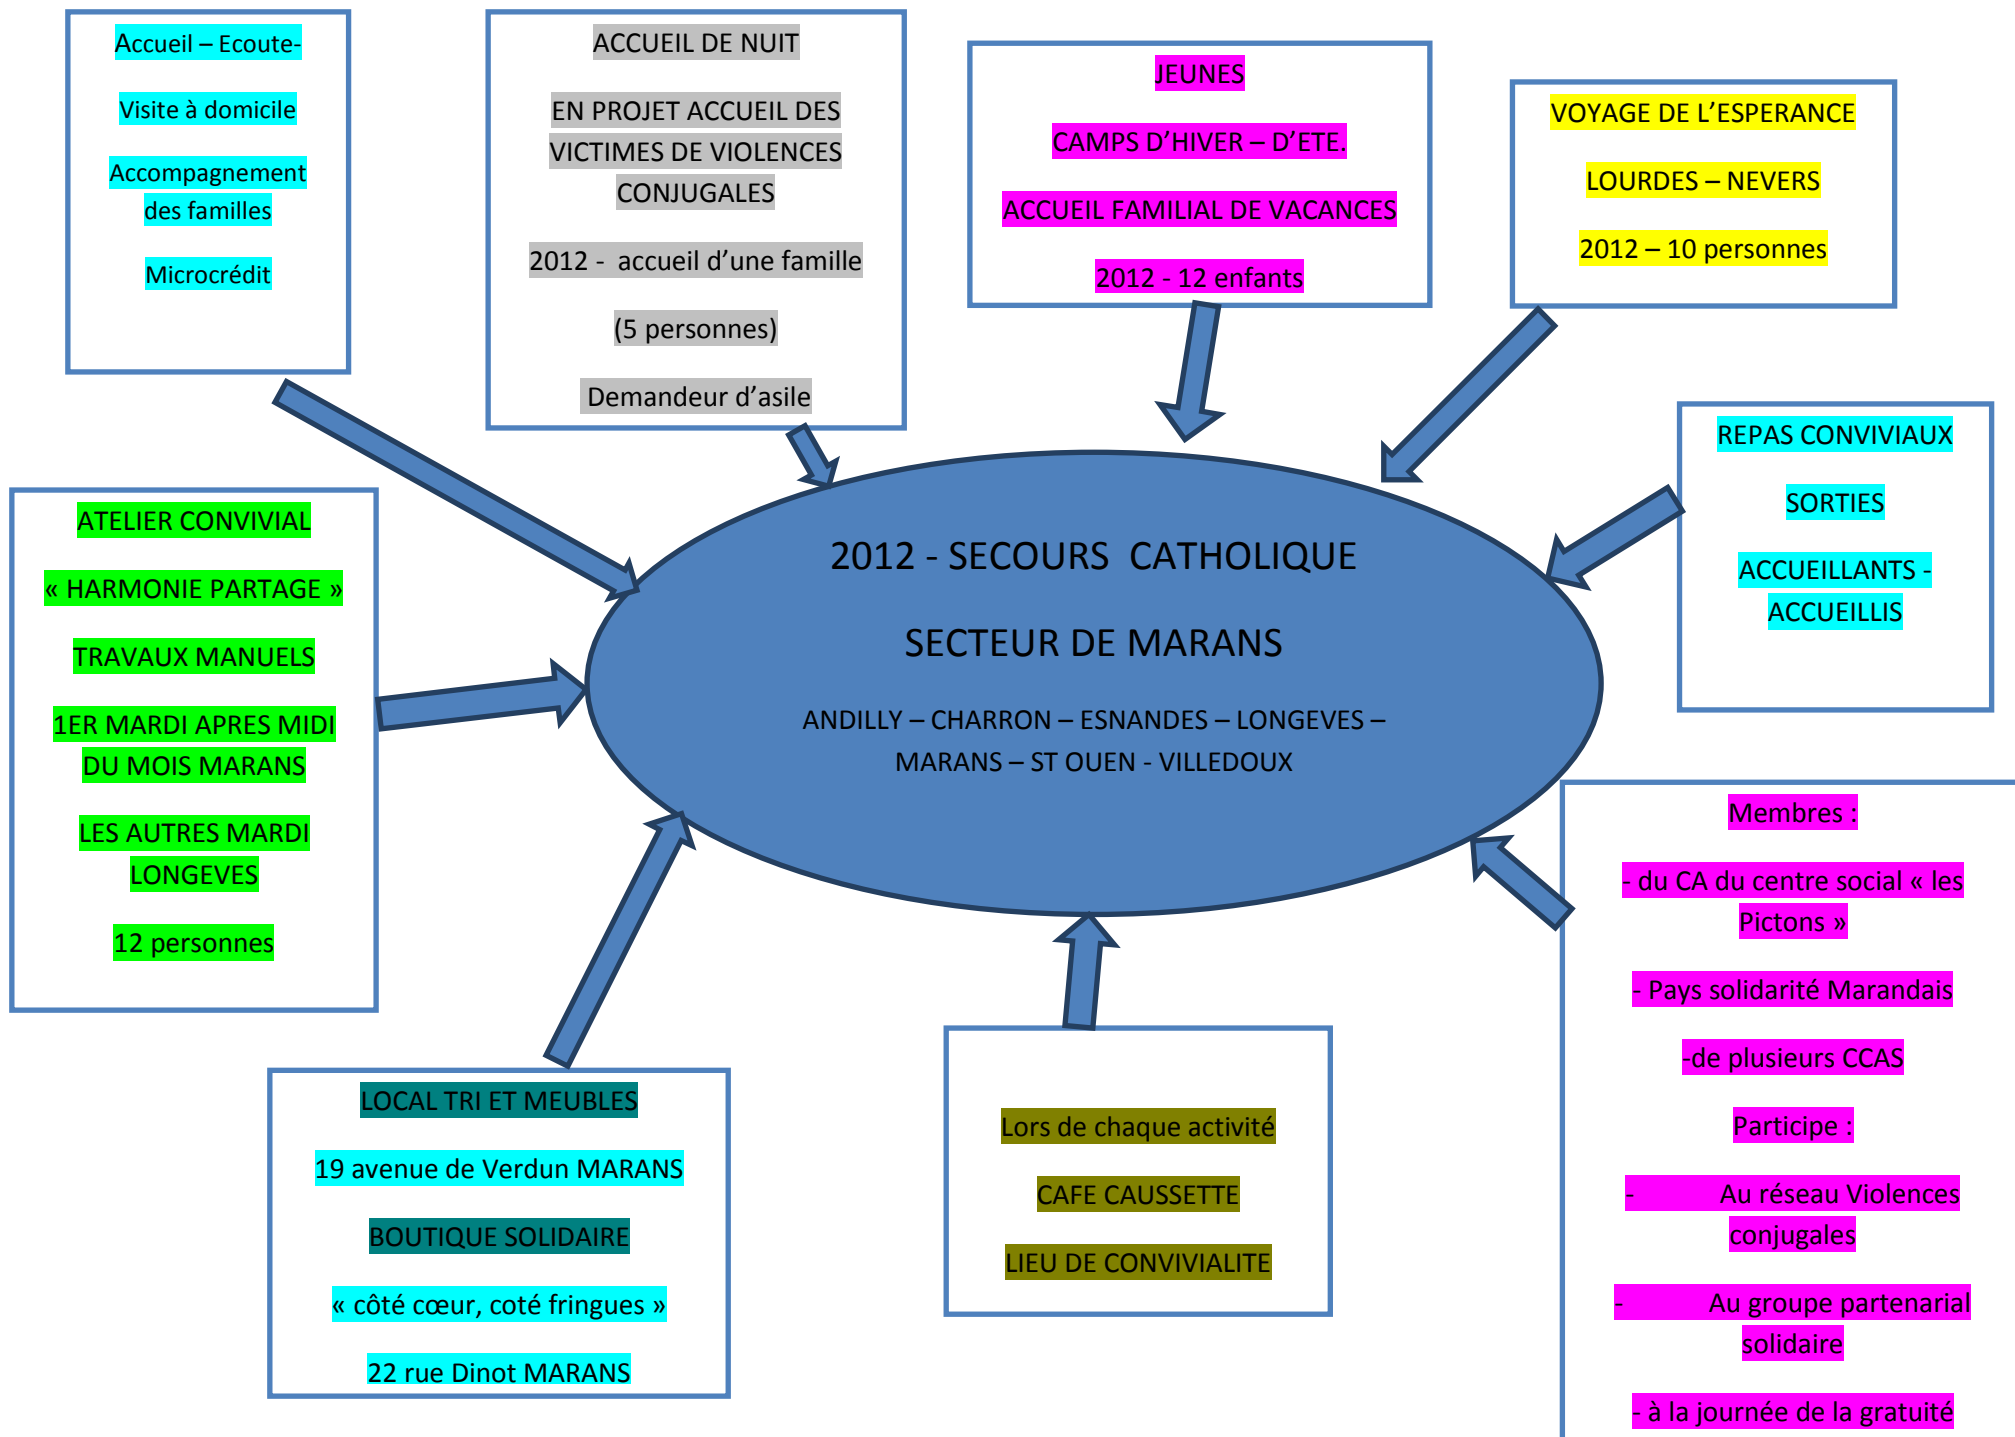 Accueil – Ecoute-
Visite à domicile
Accompagnement
des familles
Microcrédit
ACCUEIL DE NUIT
EN PROJET ACCUEIL DES
VICTIMES DE VIOLENCES
CONJUGALES
2012 - accueil d’une famille
(5 personnes)
Demandeur d’asile
JEUNES
CAMPS D’HIVER – D’ETE.
ACCUEIL FAMILIAL DE VACANCES
2012 - 12 enfants
VOYAGE DE L’ESPERANCE
LOURDES – NEVERS
2012 – 10 personnes
REPAS CONVIVIAUX
SORTIES
ACCUEILLANTS -
ACCUEILLIS
ATELIER CONVIVIAL
« HARMONIE PARTAGE »
TRAVAUX MANUELS
1ER MARDI APRES MIDI
DU MOIS MARANS
LES AUTRES MARDI
LONGEVES
12 personnes
2012 - SECOURS CATHOLIQUE
SECTEUR DE MARANS
ANDILLY – CHARRON – ESNANDES – LONGEVES –
MARANS – ST OUEN - VILLEDOUX
Membres :
- du CA du centre social « les
Pictons »
- Pays solidarité Marandais
-de plusieurs CCAS
Participe :
- Au réseau Violences
conjugales
- Au groupe partenarial
solidaire
- à la journée de la gratuité
LOCAL TRI ET MEUBLES
19 avenue de Verdun MARANS
BOUTIQUE SOLIDAIRE
« côté cœur, coté fringues »
22 rue Dinot MARANS
Lors de chaque activité
CAFE CAUSSETTE
LIEU DE CONVIVIALITE